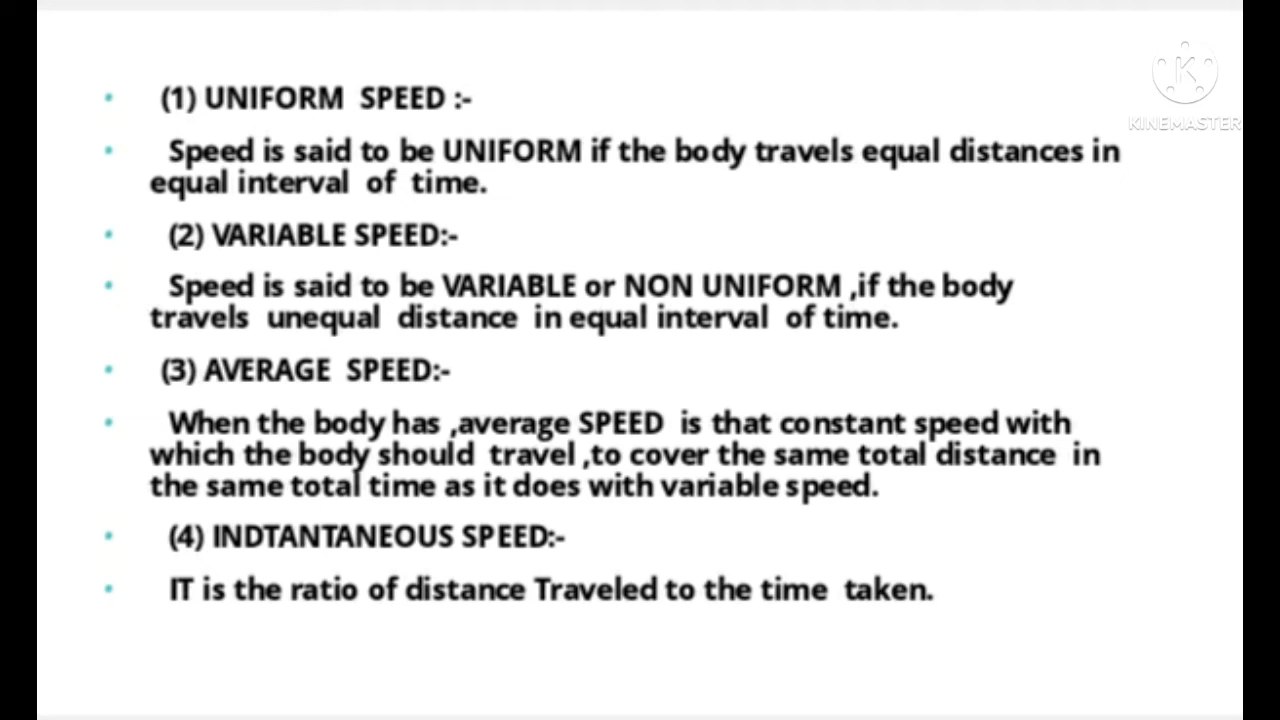 (1) UNIFORM SPEED :-
Speed is said to be UNIFORM if the body travels equal distances in
equal interval of time.
(2) VARIABLE SPEED:-
Speed is said to be VARIABLE or NON UNIFORM ,if the body
travels unequal distance in equal interval of time.
(3) AVERAGE SPEED:-
When the body has ,average SPEED is that constant speed with
which the body should travel ,to cover the same total distance in
the same total time as it does with variable speed.
(4) INDTANTANEOUS SPEED:-
IT is the ratio of distance Traveled to the time taken.
K
KINEMASTER